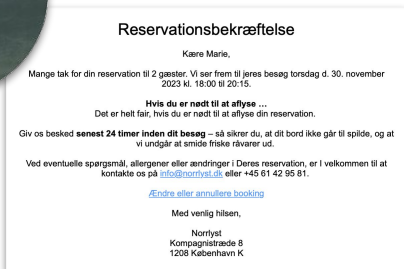 Reservationsbekræftelse
Kære Marie,
Mange tak for din reservation til 2 gæster. Vi ser frem til jeres besøg torsdag d. 30. november
2023 kl. 18:00 til 20:15.
Hvis du er nødt til at aflyse ...
Det er helt fair, hvis du er nødt til at aflyse din reservation.
Giv os besked senest 24 timer inden dit besøg – så sikrer du, at dit bord ikke går til spilde, og at
vi undgår at smide friske råvarer ud.
Ved eventuelle spørgsmål, allergener eller ændringer i Deres reservation, er I velkommen til at
kontakte os på info@norrlyst.dk eller +45 61 42 95 81.
Ændre eller annullere booking
Med venlig hilsen,
Norrlyst
Kompagnistræde 8
1208 København K